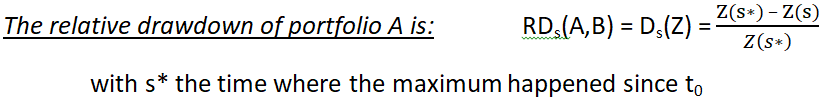 The relative drawdown of portfolio A is: RDₛ(A,B) = Dₛ(Z) = (Z(s∗) − Z(s)) / Z(s∗)
with s* the time where the maximum happened since t₀